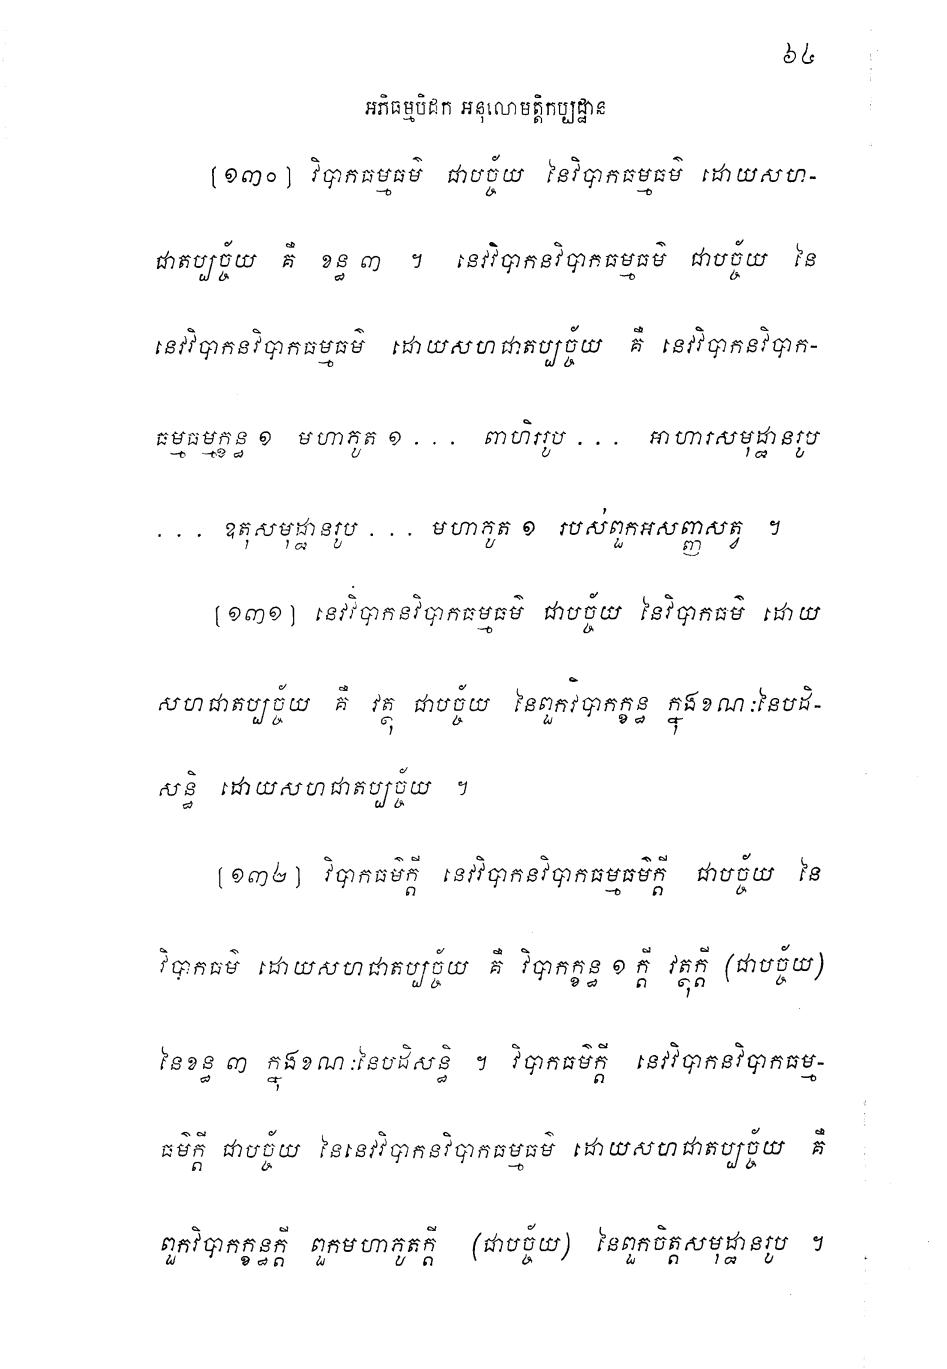 ៦៤
អភិធម្មបិដក អនុលោមត្តិកប្បដ្ឋាន
[១៣០] វិបាកធម្មធម៌ ជាបច្ច័យ នៃវិបាកធម្មធម៌ ដោយសហ-
ជាតប្បច្ច័យ គឺ ខន្ធ ៣ ។ នេវវិបាកនវិបាកធម្មធម៌ ជាបច្ច័យ នៃ
នេវវិបាកនវិបាកធម្មធម៌ ដោយសហជាតប្បច្ច័យ គឺ នេវវិបាកនវិបាក-
ធម្មធម្មក្ខន្ធ ១ មហាភូត ១ . . . ពាហិររូប . . . អាហារសមុដ្ឋានរូប
. . . ឧតុសមុដ្ឋានរូប . . . មហាភូត ១ របស់ពួកអសញ្ញសត្វ ។
[១៣១] នេវវិបាកនវិបាកធម្មធម៌ ជាបច្ច័យ នៃវិបាកធម៌ ដោយ
សហជាតប្បច្ច័យ គឺ វត្ថុ ជាបច្ច័យ នៃពួកវិបាកក្ខន្ធ ក្នុងខណៈនៃបដិ-
សន្ធិ ដោយសហជាតប្បច្ច័យ ។
[១៣២] វិបាកធម៌ក្តី នេវវិបាកនវិបាកធម្មធម៌ក្តី ជាបច្ច័យ នៃ
វិបាកធម៌ ដោយសហជាតប្បច្ច័យ គឺ វិបាកក្ខន្ធ ១ ក្តី វត្ថុក្តី (ជាបច្ច័យ)
នៃខន្ធ ៣ ក្នុងខណៈនៃបដិសន្ធិ ។ វិបាកធម៌ក្តី នេវវិបាកនវិបាកធម្ម-
ធម៌ក្តី ជាបច្ច័យ នៃនេវវិបាកនវិបាកធម្មធម៌ ដោយសហជាតប្បច្ច័យ គឺ
ពួកវិបាកក្ខន្ធក្តី ពួកមហាភូតក្តី (ជាបច្ច័យ) នៃពួកចិត្តសមុដ្ឋានរូប ។